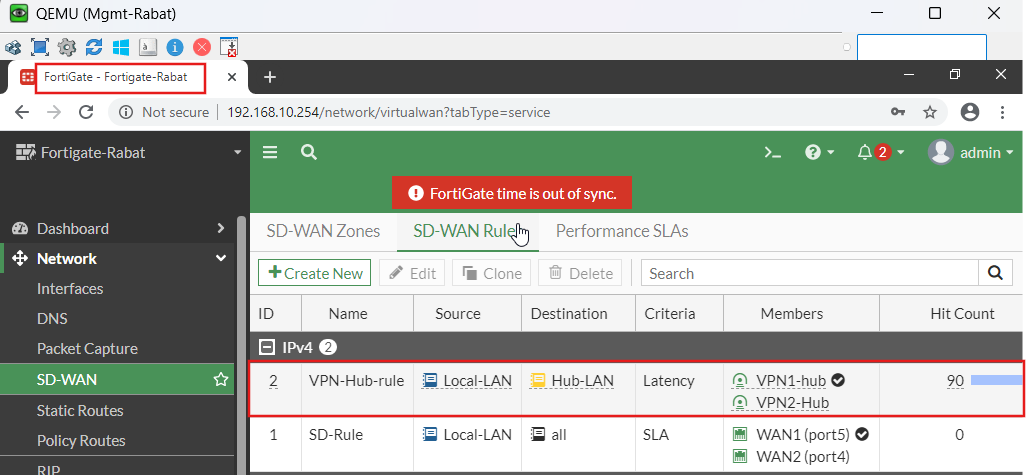 QEMU (Mgmt-Rabat)
FortiGate - Fortigate-Rabat
Not secure 192.168.10.254/network/virtualwan?tabType=service
Fortigate-Rabat >_ ? 2 admin
FortiGate time is out of sync.
Dashboard
Network
Interfaces
DNS
Packet Capture
SD-WAN
Static Routes
Policy Routes
RIP
SD-WAN Zones SD-WAN Rule Performance SLAs
+ Create New Edit Clone Delete Search
ID Name Source Destination Criteria Members Hit Count
IPv4 2
2 VPN-Hub-rule Local-LAN Hub-LAN Latency VPN1-hub 90
VPN2-Hub
1 SD-Rule Local-LAN all SLA WAN1 (port5) 0
WAN2 (port4)